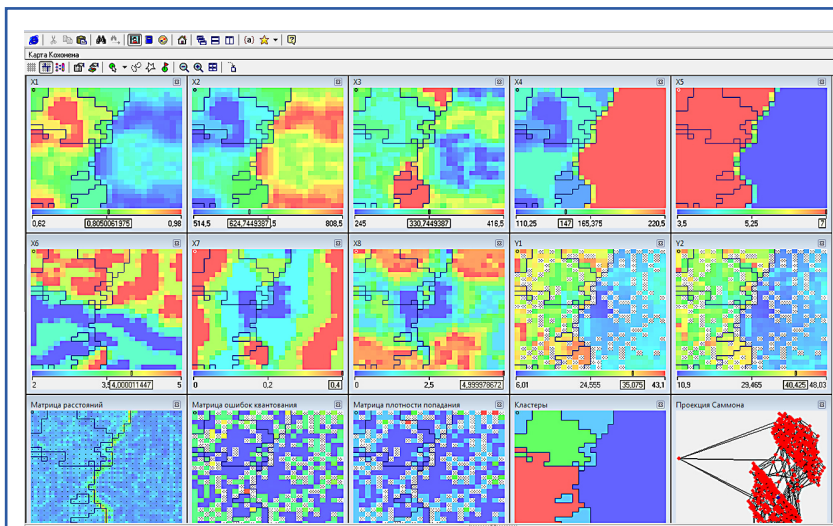 Карта Кохонена
X1 X2 X3 X4 X5
0,62 0,8050061975 0,98 514,5 624,7449387 ,5 808,5 245 330,7449387 416,5 110,25 147 165,375 220,5 3,5 5,25 7
X6 X7 X8 Y1 Y2
2 3,5 4,000011447 5 0 0,2 0,4 0 2,5 4,999978672 6,01 24,555 35,075 43,1 10,9 29,465 40,425 48,03
Матрица расстояний Матрица ошибок квантования Матрица плотности попадания Кластеры Проекция Саммона